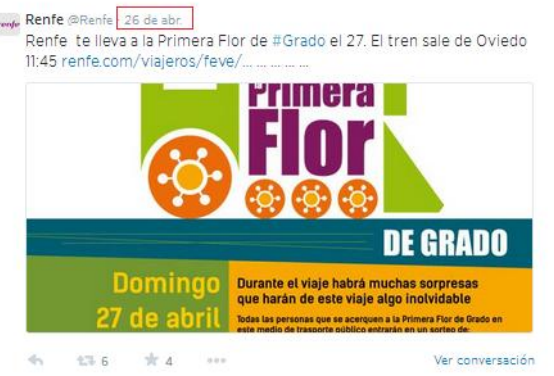 renfe Renfe @Renfe · 26 de abr.
Renfe te lleva a la Primera Flor de #Grado el 27. El tren sale de Oviedo
11:45 renfe.com/viajeros/feve/... ... ... ... ...
Primera
Flor
DE GRADO
Domingo
27 de abril
Durante el viaje habrá muchas sorpresas
que harán de este viaje algo inolvidable
Todas las personas que se acerquen a la Primera Flor de Grado en
este medio de trasporte público entrarán en un sorteo de:
6 4 Ver conversación